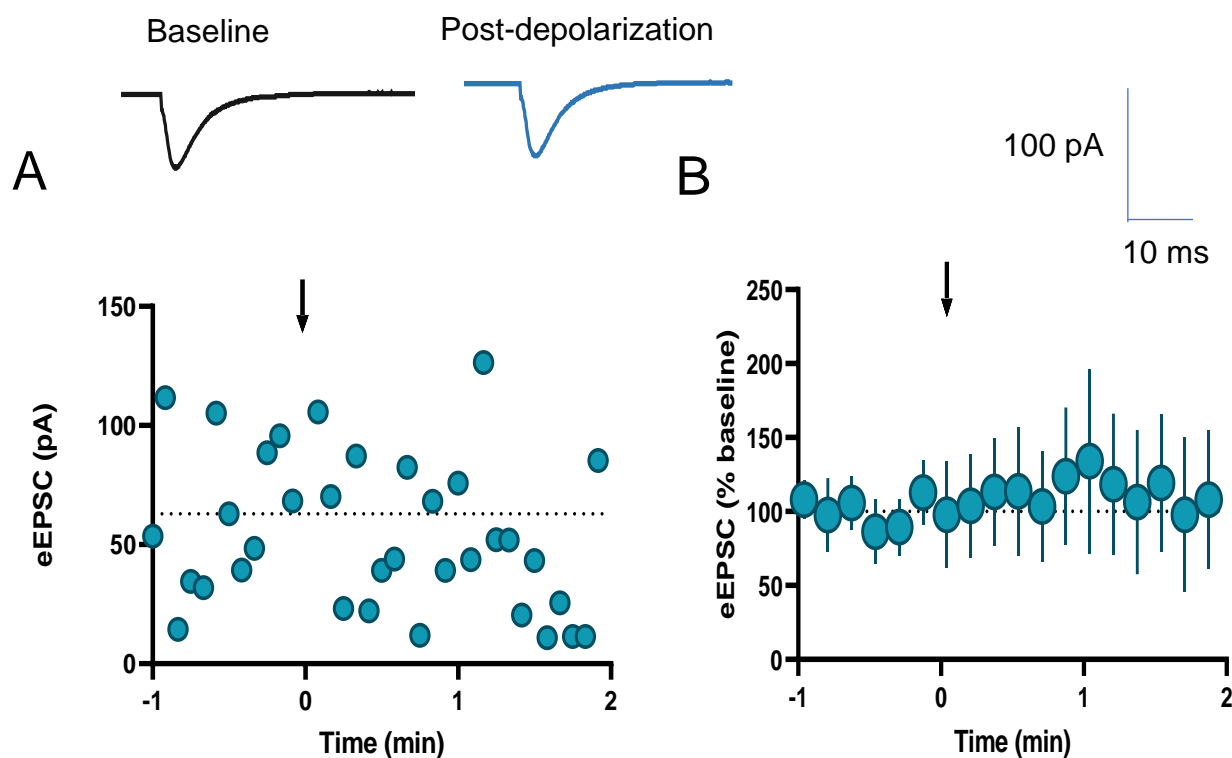 Baseline
Post-depolarization
A
B
100 pA
10 ms
eEPSC (pA)
150
100
50
0
-1
0
1
2
Time (min)
eEPSC (% baseline)
250
200
150
100
50
0
-1
0
1
2
Time (min)